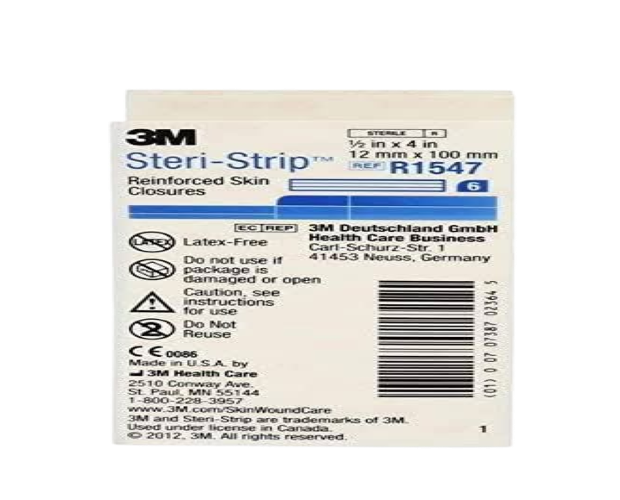 3M
Steri-Strip™
Reinforced Skin
Closures
STERILE R
½ in x 4 in
12 mm x 100 mm
REF R1547
6
EC REP 3M Deutschland GmbH
Health Care Business
Carl-Schurz-Str. 1
41453 Neuss, Germany
LATEX Latex-Free
Do not use if
package is
damaged or open
Caution, see
instructions
for use
2 Do Not
Reuse
CE 0086
Made in U.S.A. by
3M Health Care
2510 Conway Ave.
St. Paul, MN 55144
1-800-228-3957
www.3M.com/SkinWoundCare
3M and Steri-Strip are trademarks of 3M.
Used under license in Canada.
© 2012, 3M. All rights reserved.
(01) 0 07 07387 02364 5
1